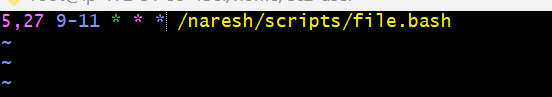 5,27 9-11 * * * /naresh/scripts/file.bash
~
~
~